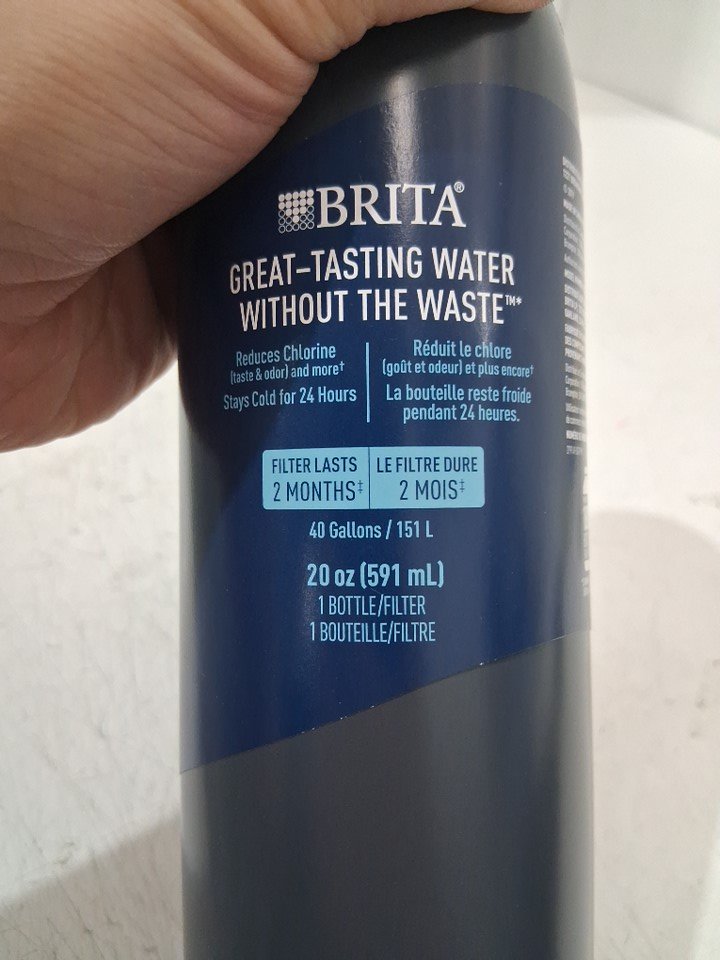 BRITA®
GREAT-TASTING WATER
WITHOUT THE WASTE™*
Reduces Chlorine
(taste & odor) and more†
Stays Cold for 24 Hours
Réduit le chlore
(goût et odeur) et plus encore†
La bouteille reste froide
pendant 24 heures.
FILTER LASTS
2 MONTHS‡
LE FILTRE DURE
2 MOIS‡
40 Gallons / 151 L
20 oz (591 mL)
1 BOTTLE/FILTER
1 BOUTEILLE/FILTRE